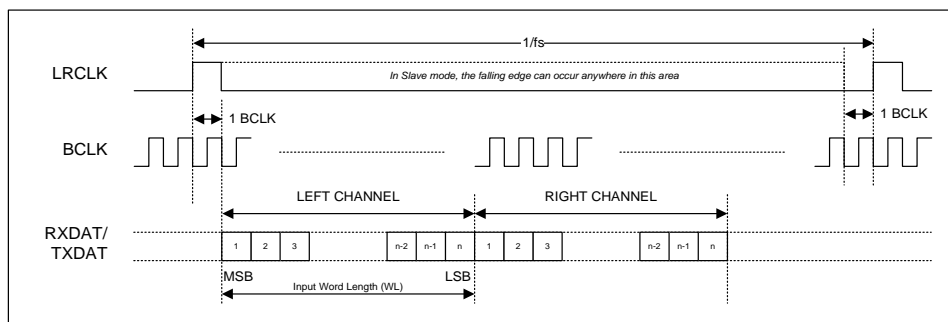 1/fs
LRCLK
In Slave mode, the falling edge can occur anywhere in this area
1 BCLK
1 BCLK
BCLK
LEFT CHANNEL
RIGHT CHANNEL
RXDAT/
TXDAT
1 2 3 n-2 n-1 n 1 2 3 n-2 n-1 n
MSB
LSB
Input Word Length (WL)